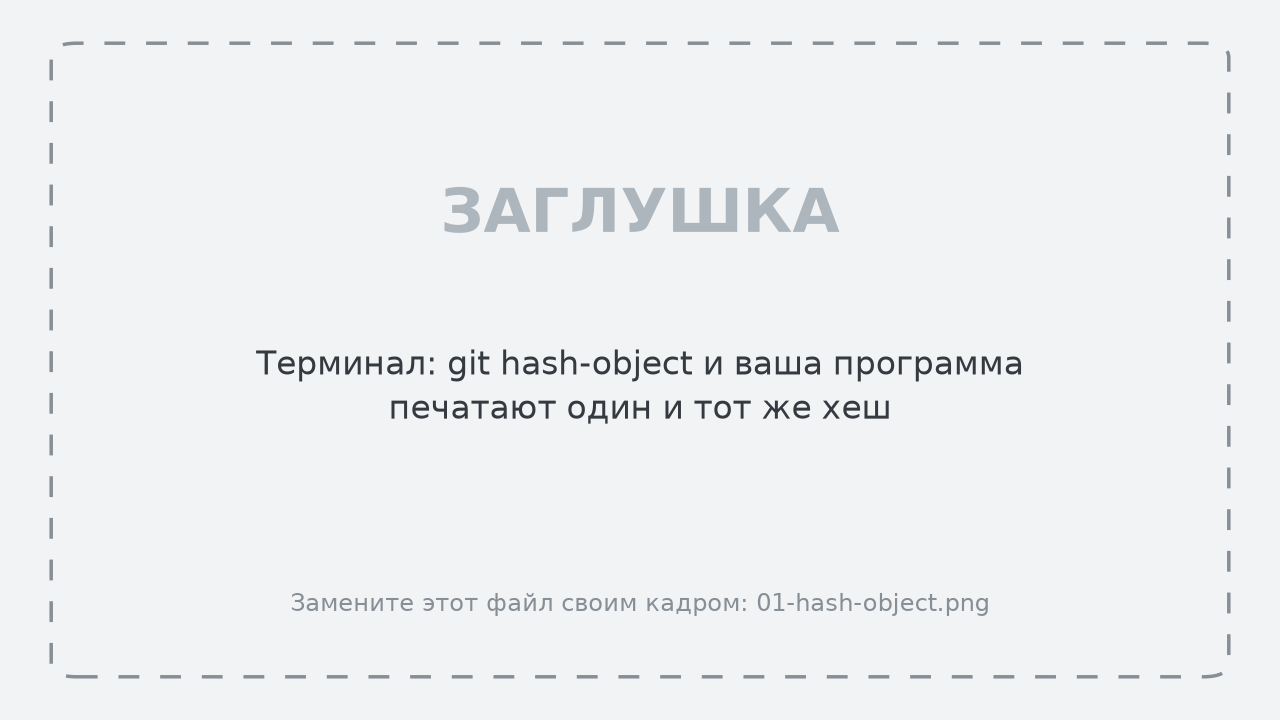 ЗАГЛУШКА
Терминал: git hash-object и ваша программа
печатают один и тот же хеш
Замените этот файл своим кадром: 01-hash-object.png